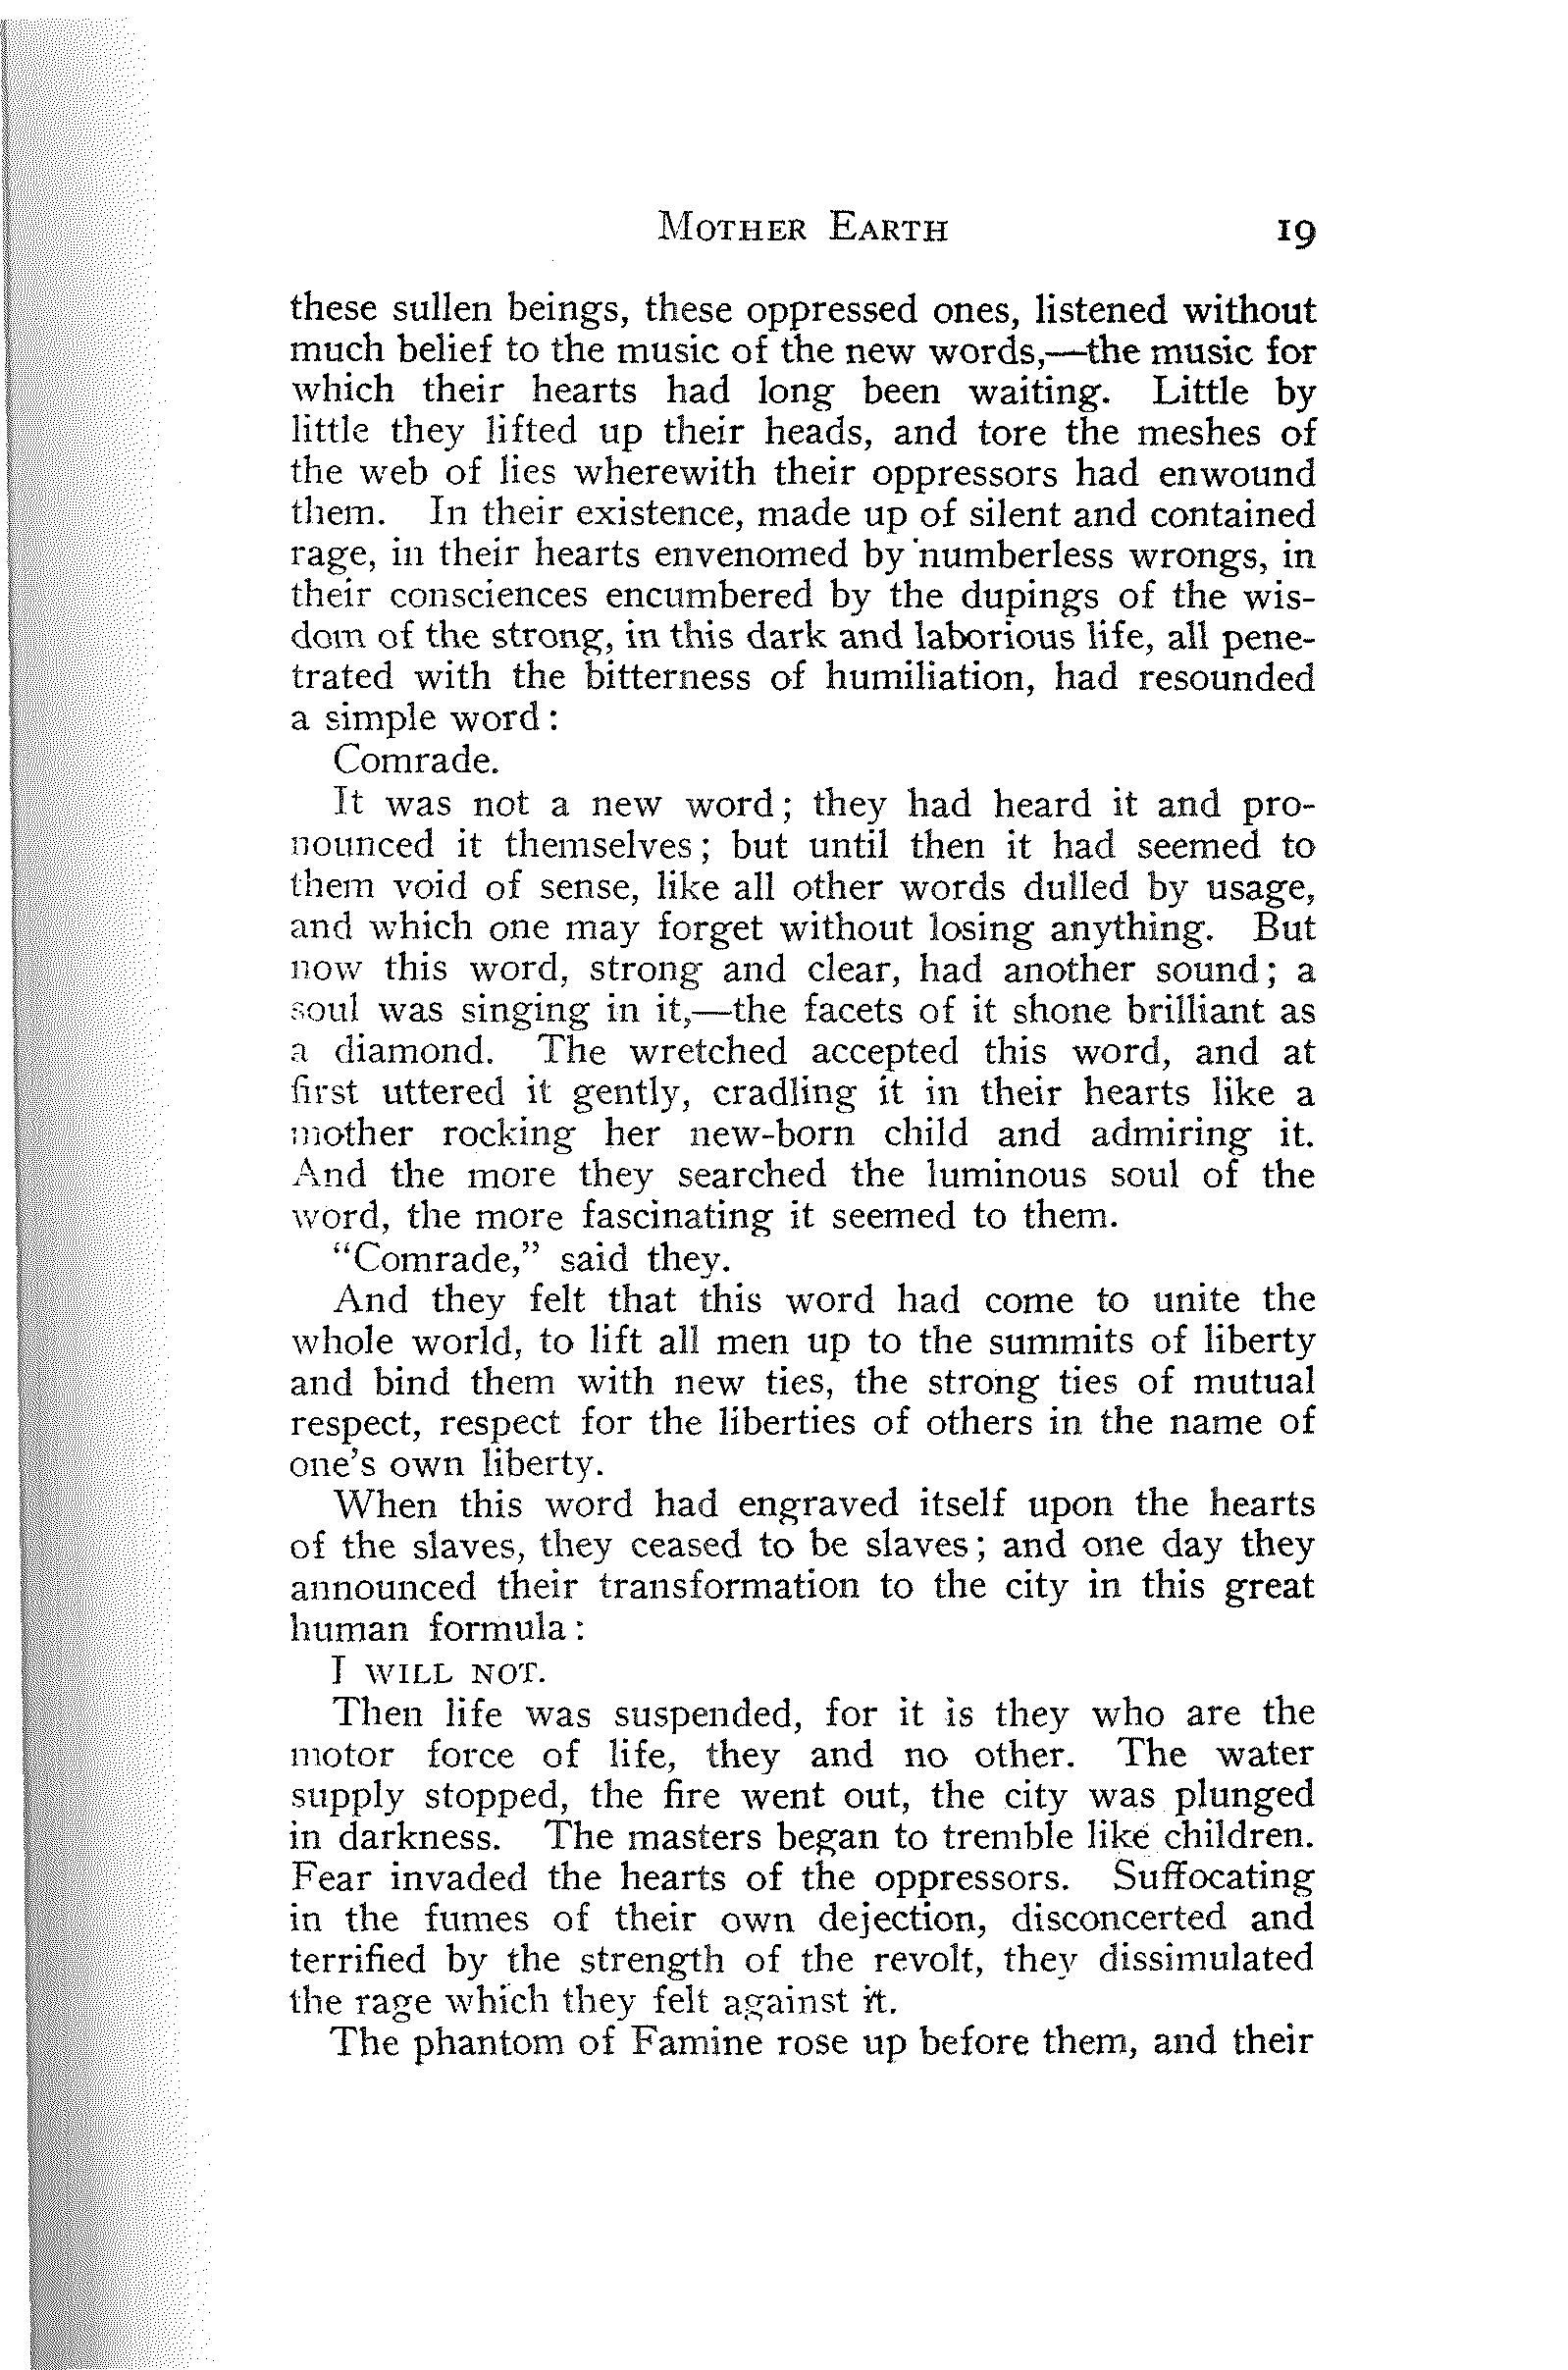 MOTHER EARTH 19
these sullen beings, these oppressed ones, listened without
much belief to the music of the new words,—the music for
which their hearts had long been waiting. Little by
little they lifted up their heads, and tore the meshes of
the web of lies wherewith their oppressors had enwound
them. In their existence, made up of silent and contained
rage, in their hearts envenomed by numberless wrongs, in
their consciences encumbered by the dupings of the wis-
dom of the strong, in this dark and laborious life, all pene-
trated with the bitterness of humiliation, had resounded
a simple word:
Comrade.
It was not a new word; they had heard it and pro-
nounced it themselves; but until then it had seemed to
them void of sense, like all other words dulled by usage,
and which one may forget without losing anything. But
now this word, strong and clear, had another sound; a
soul was singing in it,—the facets of it shone brilliant as
a diamond. The wretched accepted this word, and at
first uttered it gently, cradling it in their hearts like a
mother rocking her new-born child and admiring it.
And the more they searched the luminous soul of the
word, the more fascinating it seemed to them.
"Comrade," said they.
And they felt that this word had come to unite the
whole world, to lift all men up to the summits of liberty
and bind them with new ties, the strong ties of mutual
respect, respect for the liberties of others in the name of
one's own liberty.
When this word had engraved itself upon the hearts
of the slaves, they ceased to be slaves; and one day they
announced their transformation to the city in this great
human formula:
I WILL NOT.
Then life was suspended, for it is they who are the
motor force of life, they and no other. The water
supply stopped, the fire went out, the city was plunged
in darkness. The masters began to tremble like children.
Fear invaded the hearts of the oppressors. Suffocating
in the fumes of their own dejection, disconcerted and
terrified by the strength of the revolt, they dissimulated
the rage which they felt against it.
The phantom of Famine rose up before them, and their